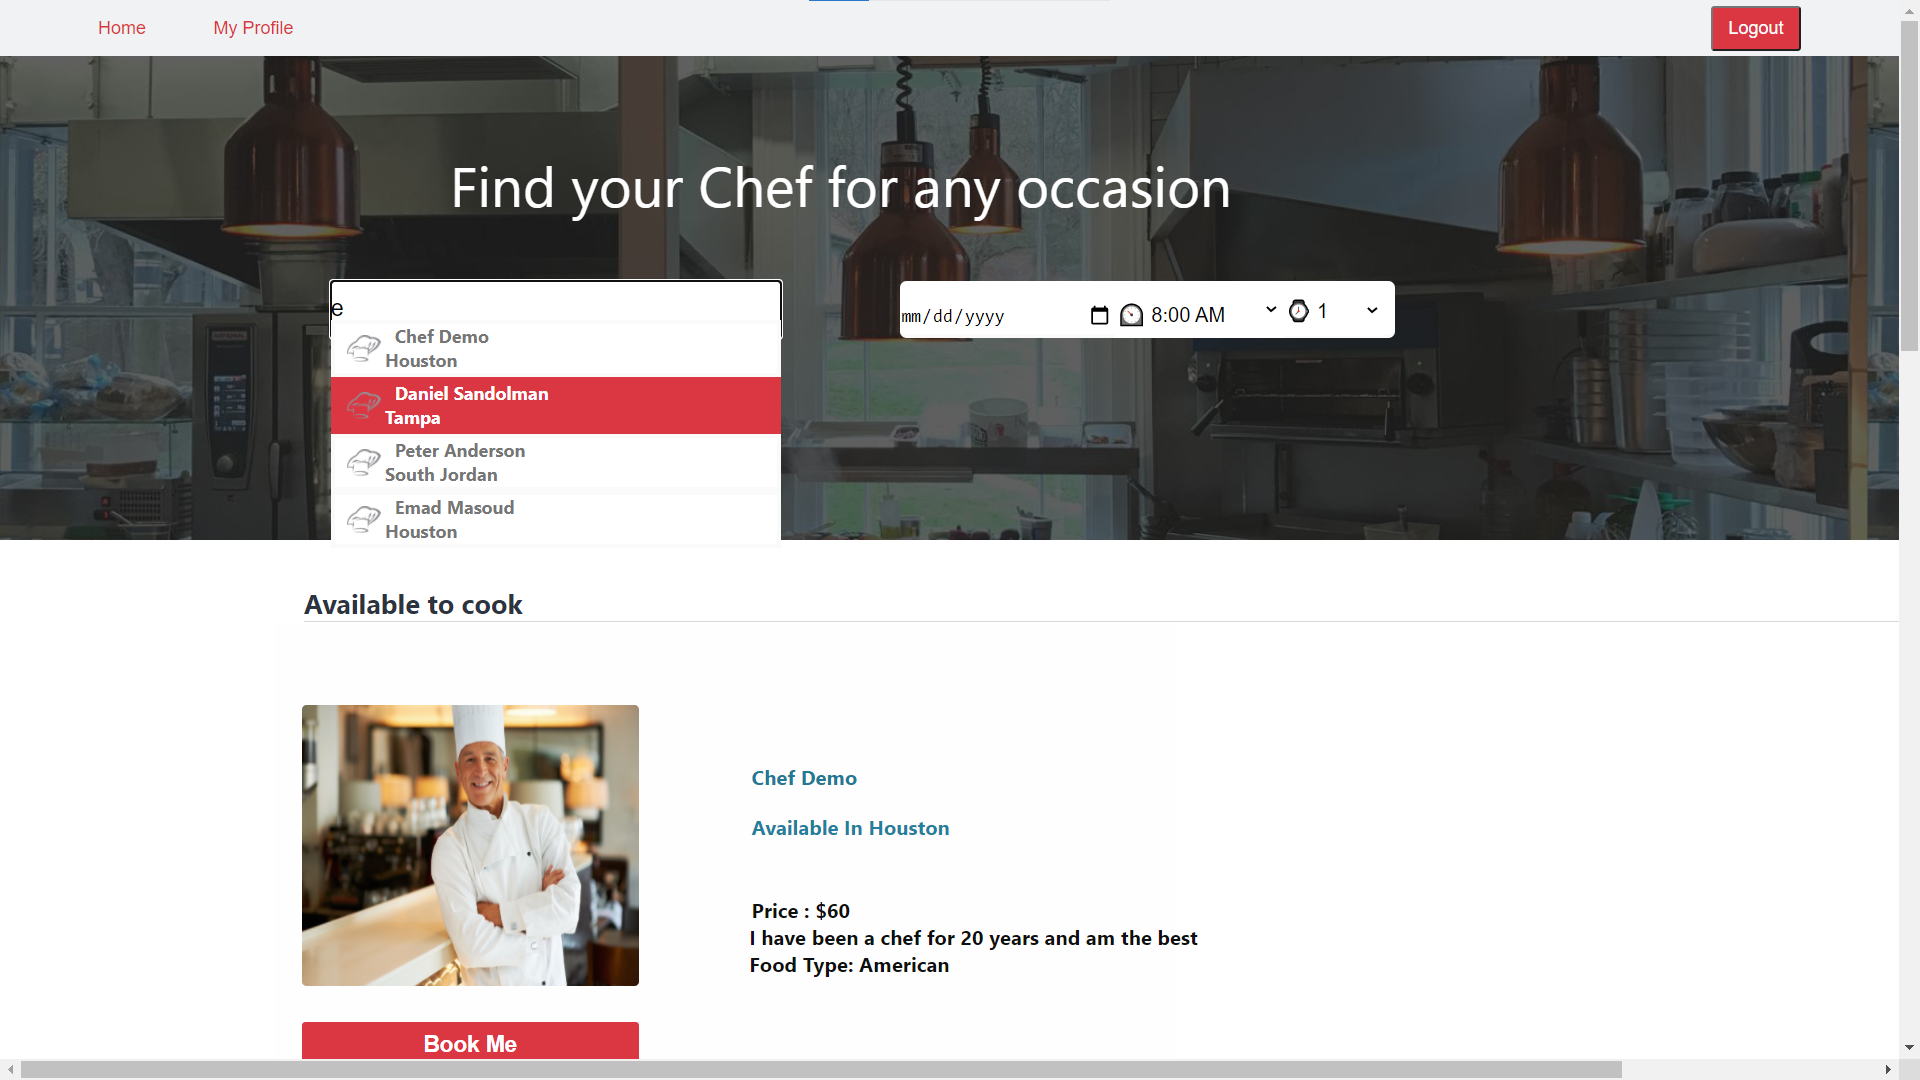 Home
My Profile
Logout
Find your Chef for any occasion
e
mm/dd/yyyy
8:00 AM
1
Chef Demo
Houston
Daniel Sandolman
Tampa
Peter Anderson
South Jordan
Emad Masoud
Houston
Available to cook
Chef Demo
Available In Houston
Price : $60
I have been a chef for 20 years and am the best
Food Type: American
Book Me